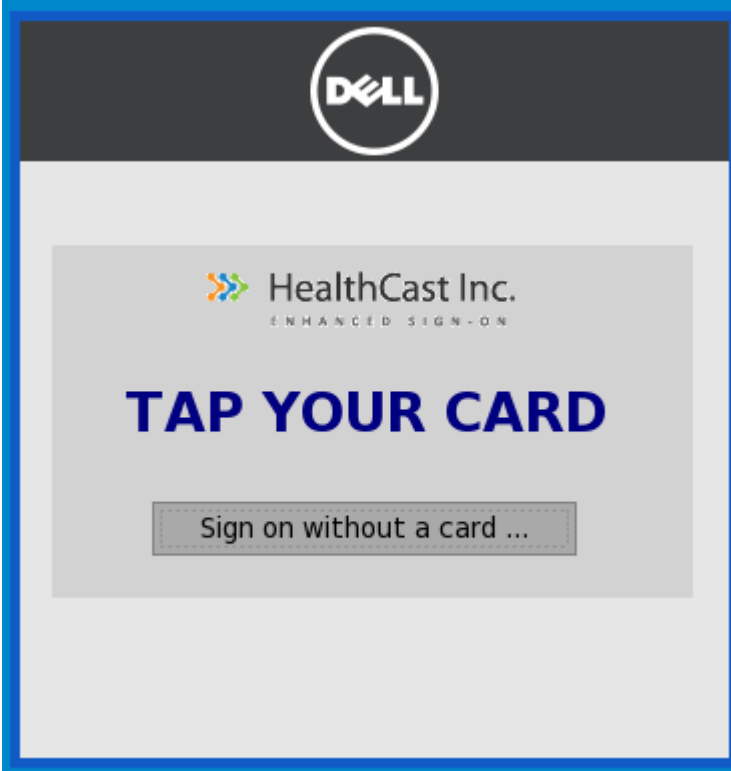 DELL
HealthCast Inc.
ENHANCED SIGN-ON
TAP YOUR CARD
Sign on without a card ...